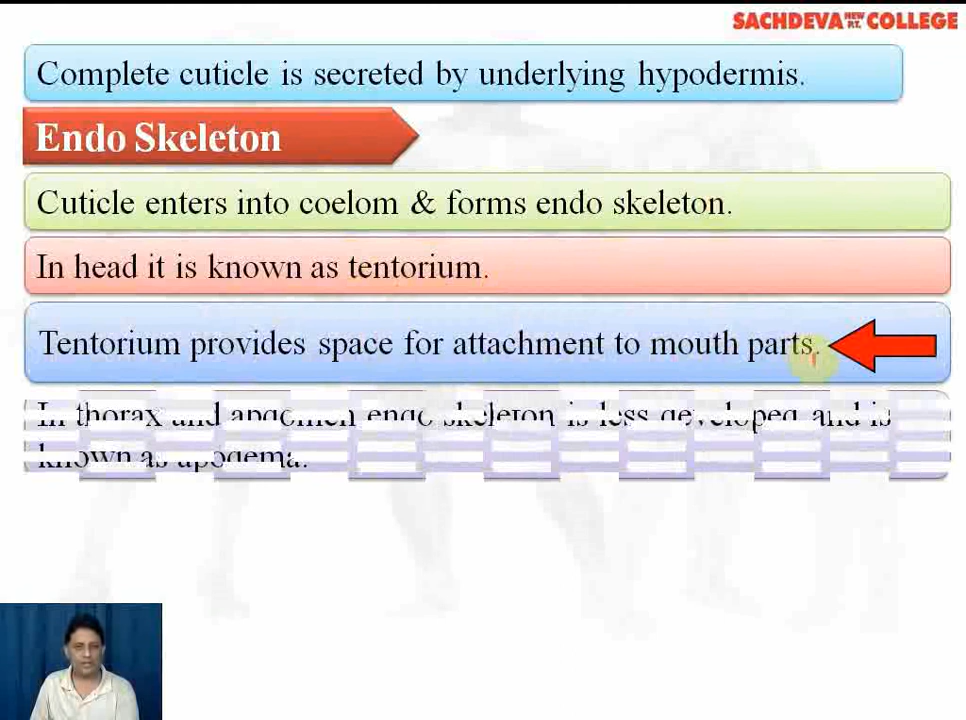 SACHDEVA NEW P.T. COLLEGE
Complete cuticle is secreted by underlying hypodermis.
Endo Skeleton
Cuticle enters into coelom & forms endo skeleton.
In head it is known as tentorium.
Tentorium provides space for attachment to mouth parts.
In thorax and abdomen endo skeleton is less developed and is
known as apodema.